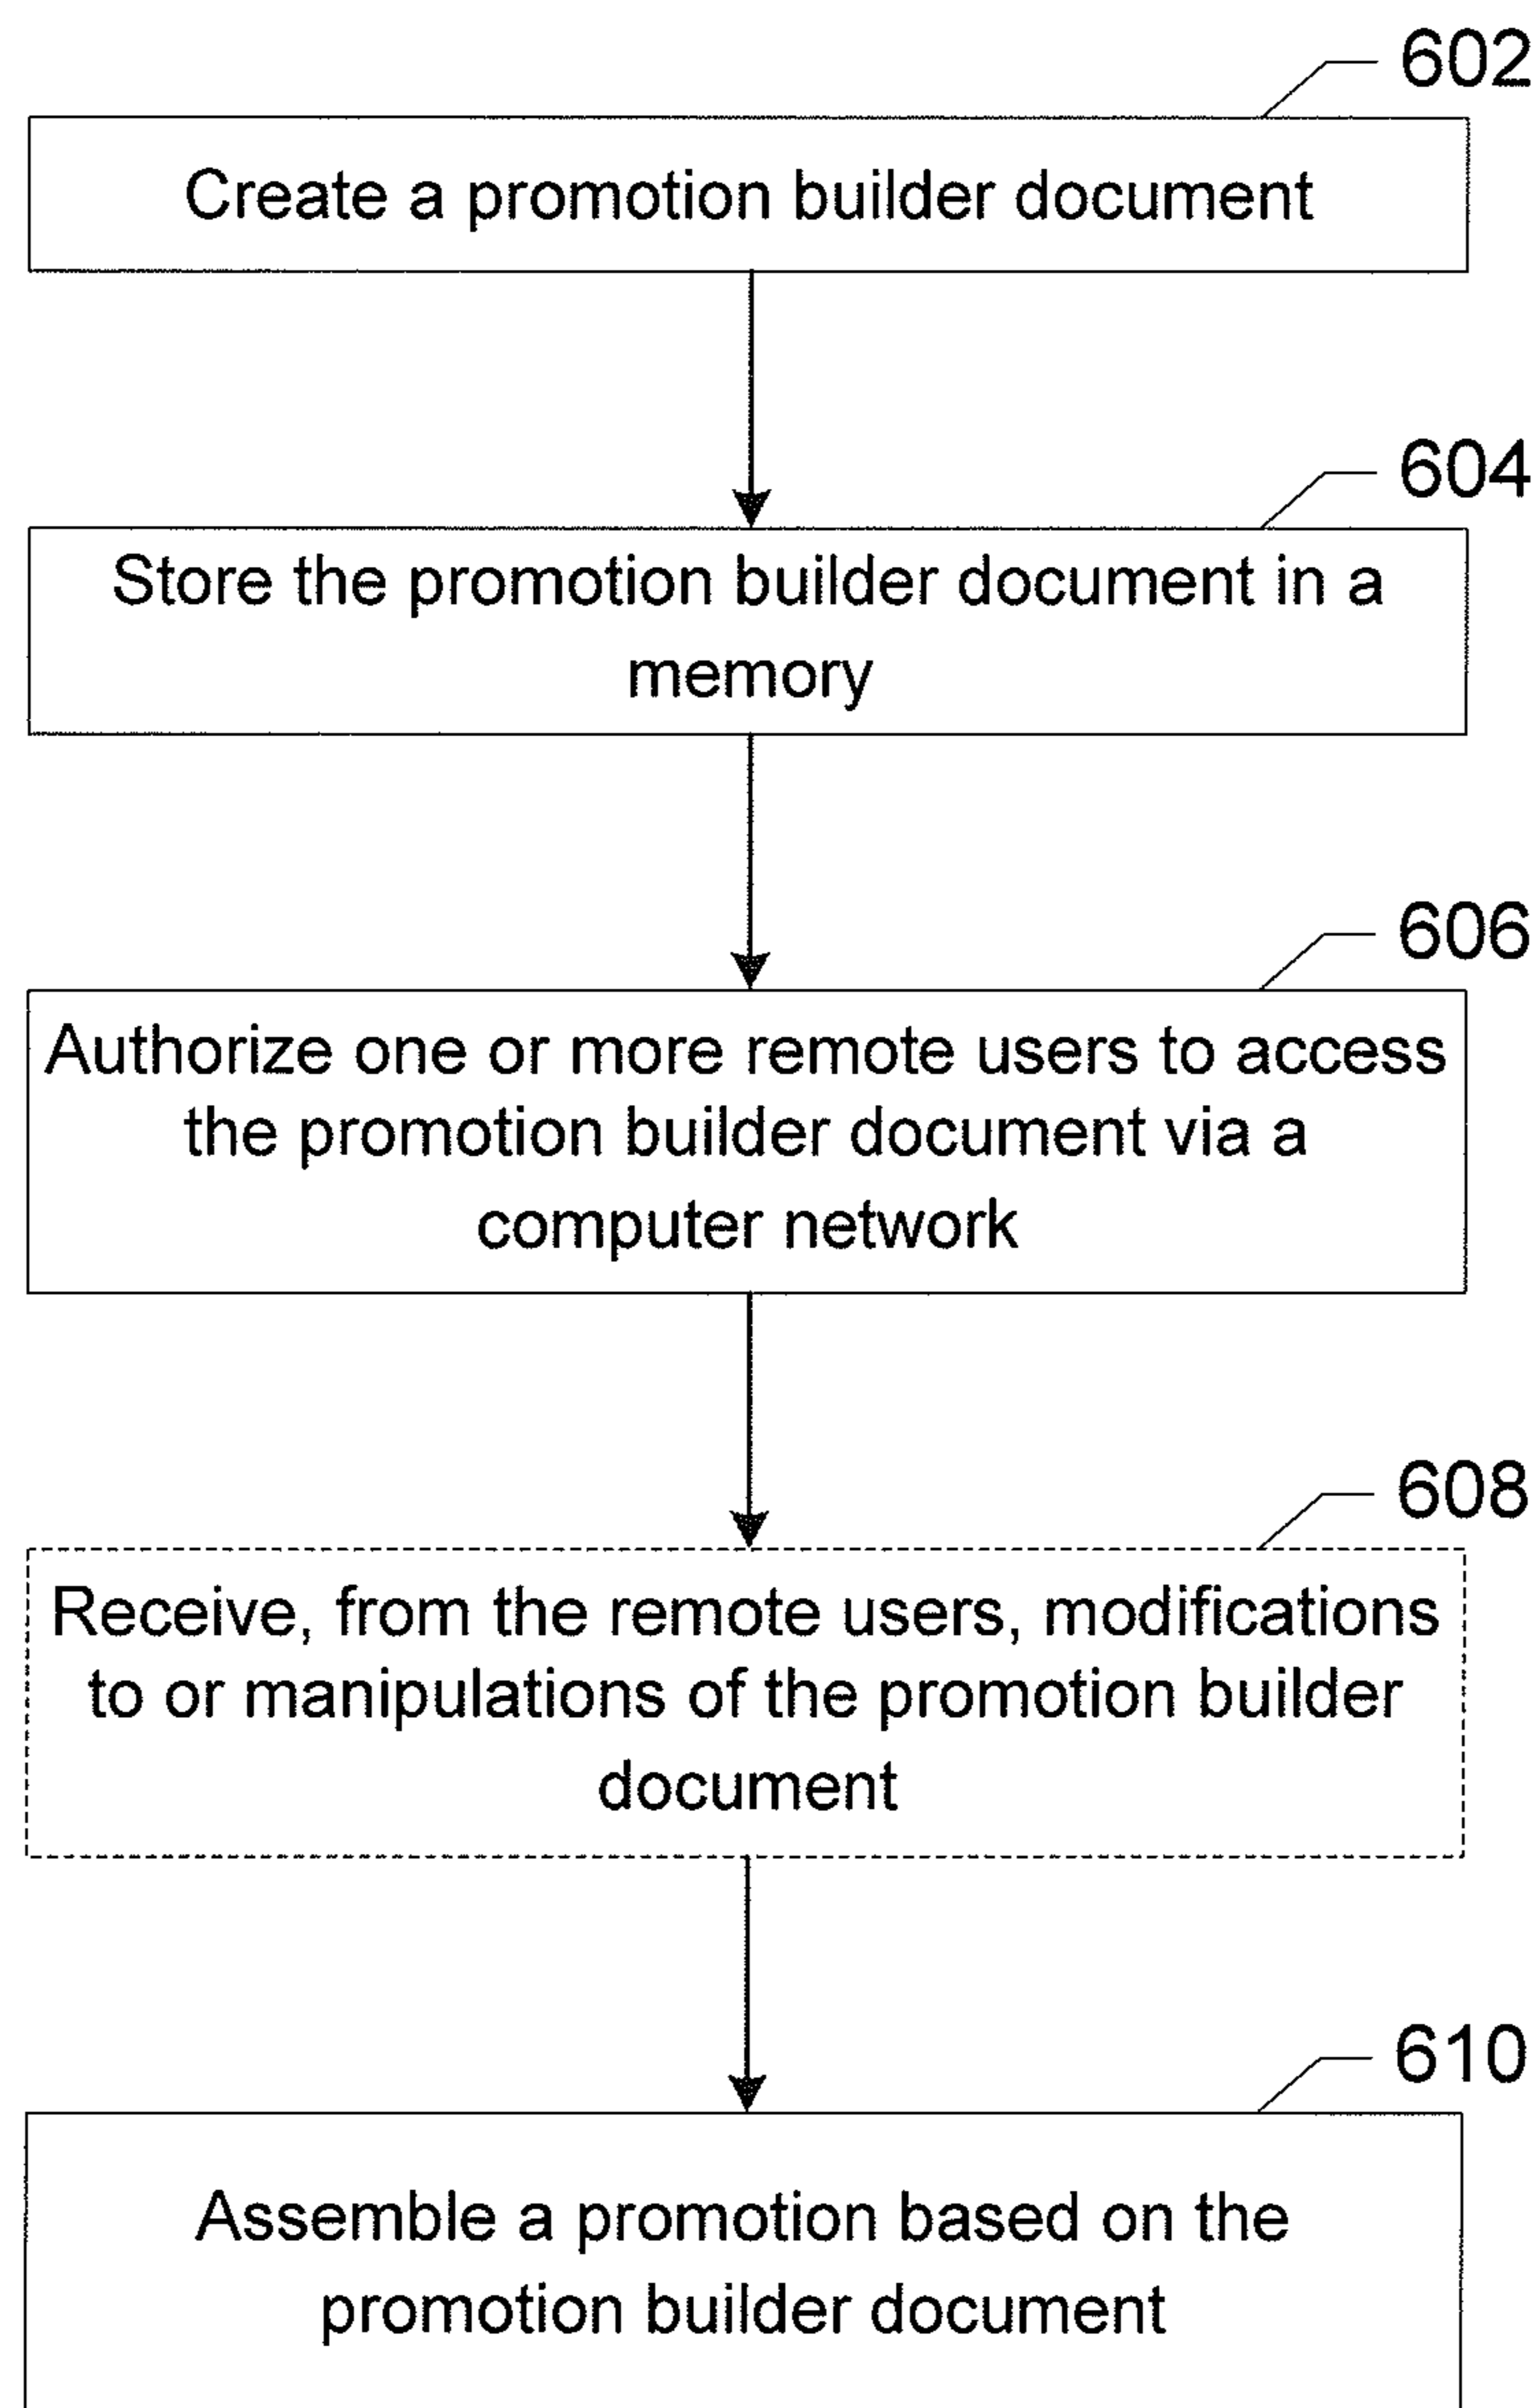 602
Create a promotion builder document
604
Store the promotion builder document in a
memory
606
Authorize one or more remote users to access
the promotion builder document via a
computer network
608
Receive, from the remote users, modifications
to or manipulations of the promotion builder
document
610
Assemble a promotion based on the
promotion builder document